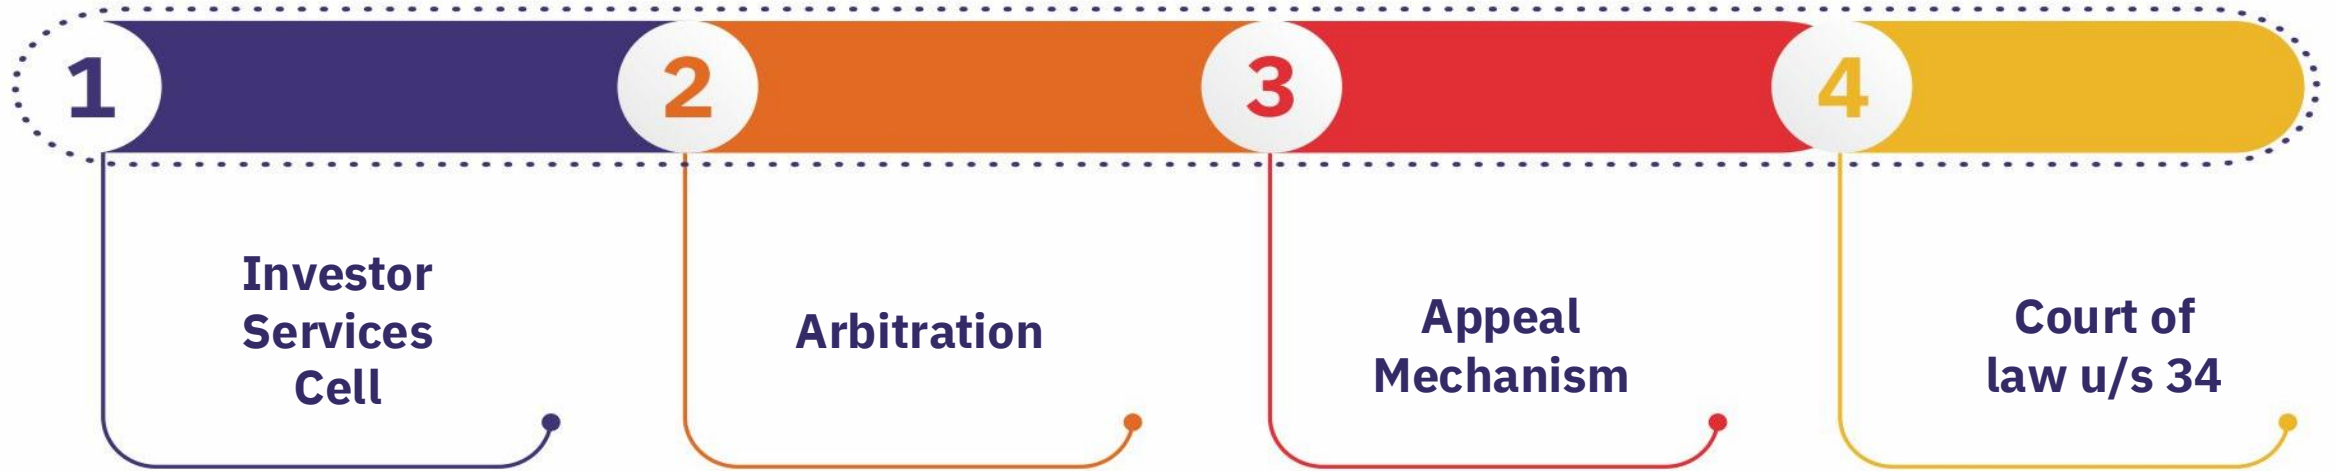 1
2
3
4
Investor
Services
Cell
Arbitration
Appeal
Mechanism
Court of
law u/s 34